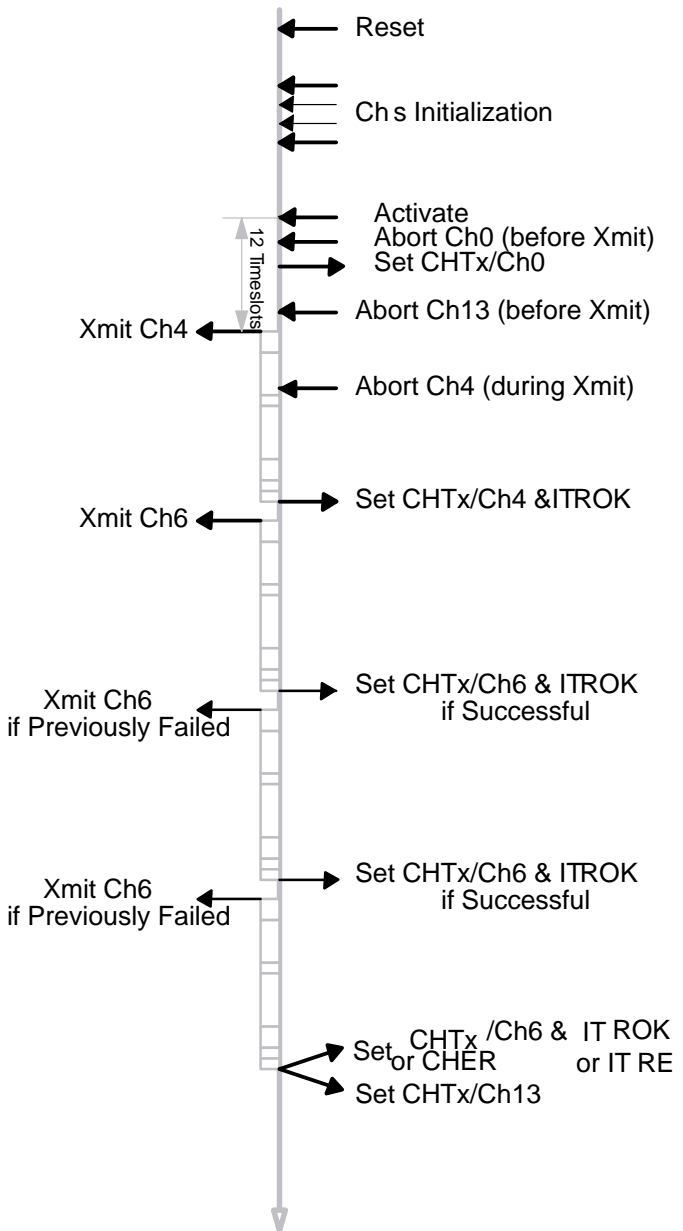 Reset
Ch s Initialization
Activate
Abort Ch0 (before Xmit)
Set CHTx/Ch0
12 Timeslots
Abort Ch13 (before Xmit)
Xmit Ch4
Abort Ch4 (during Xmit)
Set CHTx/Ch4 &ITROK
Xmit Ch6
Set CHTx/Ch6 & ITROK
if Successful
Xmit Ch6
if Previously Failed
Set CHTx/Ch6 & ITROK
if Successful
Xmit Ch6
if Previously Failed
Set CHTx /Ch6 & IT ROK
or CHER or IT RE
Set CHTx/Ch13